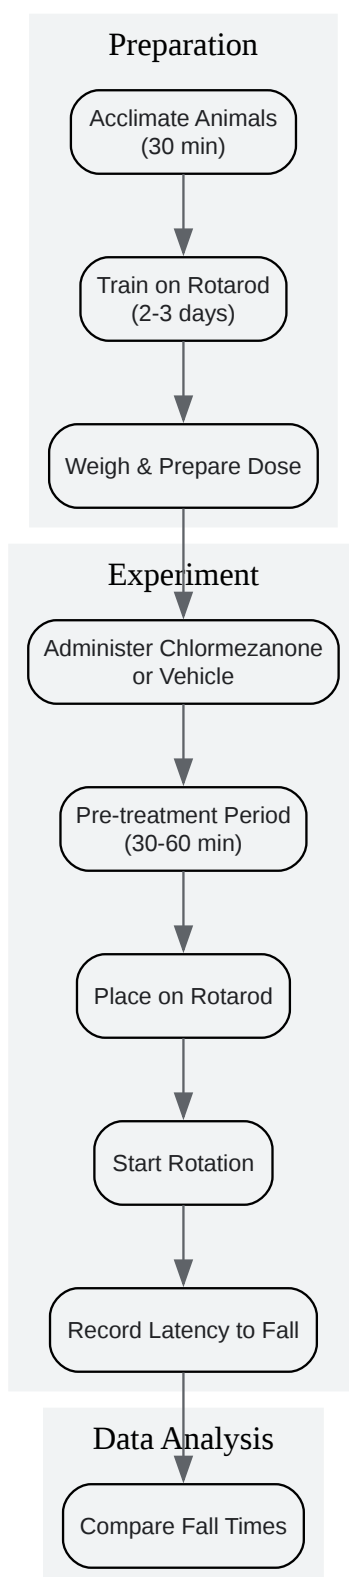 Preparation
Acclimate Animals
(30 min)
Train on Rotarod
(2-3 days)
Weigh & Prepare Dose
Experiment
Administer Chlormezanone
or Vehicle
Pre-treatment Period
(30-60 min)
Place on Rotarod
Start Rotation
Record Latency to Fall
Data Analysis
Compare Fall Times